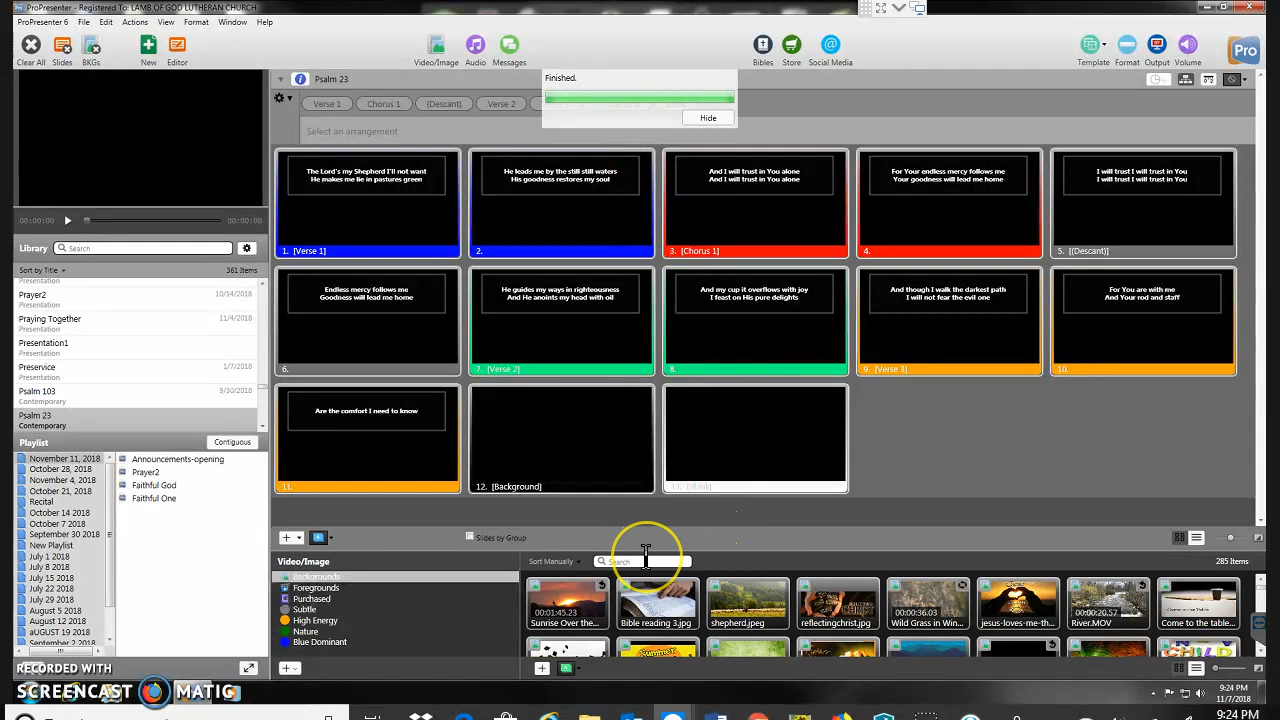 ProPresenter - Registered To: LAMB OF GOD LUTHERAN CHURCH
ProPresenter 6 File Edit Actions View Format Window Help
Clear All Slides BKGs New Editor Video/Image Audio Messages Bibles Store Social Media Template Format Output Volume Pro
Psalm 23
Finished.
Hide
Verse 1 Chorus 1 (Descant) Verse 2
Select an arrangement
The Lord's my Shepherd I'll not want
He makes me lie in pastures green
1. [Verse 1]
He leads me by the still still waters
His goodness restores my soul
2.
And I will trust in You alone
And I will trust in You alone
3. [Chorus 1]
For Your endless mercy follows me
Your goodness will lead me home
4.
I will trust I will trust in You
I will trust I will trust in You
5. [(Descant)]
Endless mercy follows me
Goodness will lead me home
6.
He guides my ways in righteousness
And He anoints my head with oil
7. [Verse 2]
And my cup it overflows with joy
I feast on His pure delights
8.
And though I walk the darkest path
I will not fear the evil one
9. [Verse 3]
For You are with me
And Your rod and staff
10.
Are the comfort I need to know
11.
12. [Background]
00:00:00 00:00:00
Library Search
Sort by Title 361 Items
Presentation
Prayer2 10/14/2018
Presentation
Praying Together 11/4/2018
Presentation
Presentation1
Presentation
Preservice 1/7/2018
Presentation
Psalm 103 9/30/2018
Contemporary
Psalm 23
Contemporary
Playlist Contiguous
November 11, 2018
October 28, 2018
November 4, 2018
October 21, 2018
Recital
October 14 2018
October 7 2018
September 30 2018
New Playlist
July 1 2018
July 8 2018
July 15 2018
July 22 2018
July 29 2018
August 5 2018
August 12 2018
aUGUST 19 2018
September 2 2018
Announcements-opening
Prayer2
Faithful God
Faithful One
Slides by Group
Video/Image
Backgrounds
Foregrounds
Purchased
Subtle
High Energy
Nature
Blue Dominant
Sort Manually Search 285 Items
00:01:45.23
Sunrise Over the...
Bible reading 3.jpg
shepherd.jpeg
reflectingchrist.jpg
00:00:36.03
Wild Grass in Win...
jesus-loves-me-th...
00:00:20.57
River.MOV
Come to the table...
RECORDED WITH
SCREENCAST MATIC
9:24 PM
11/7/2018
9:24 PM